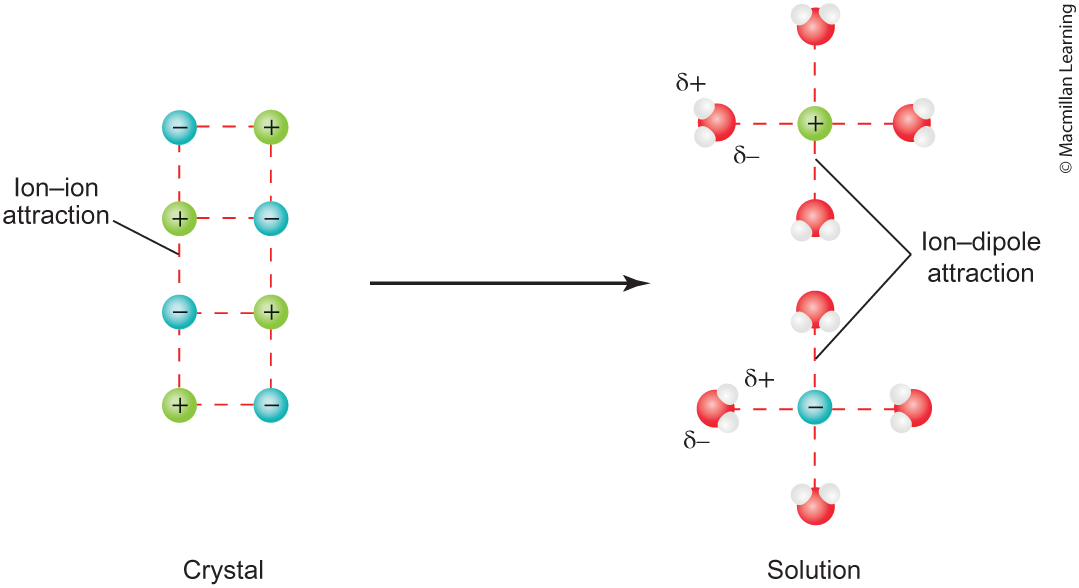 © Macmillan Learning
−
+
+
−
−
+
+
−
Ion–ion
attraction
Crystal
δ+
δ–
+
Ion–dipole
attraction
δ+
−
δ–
Solution